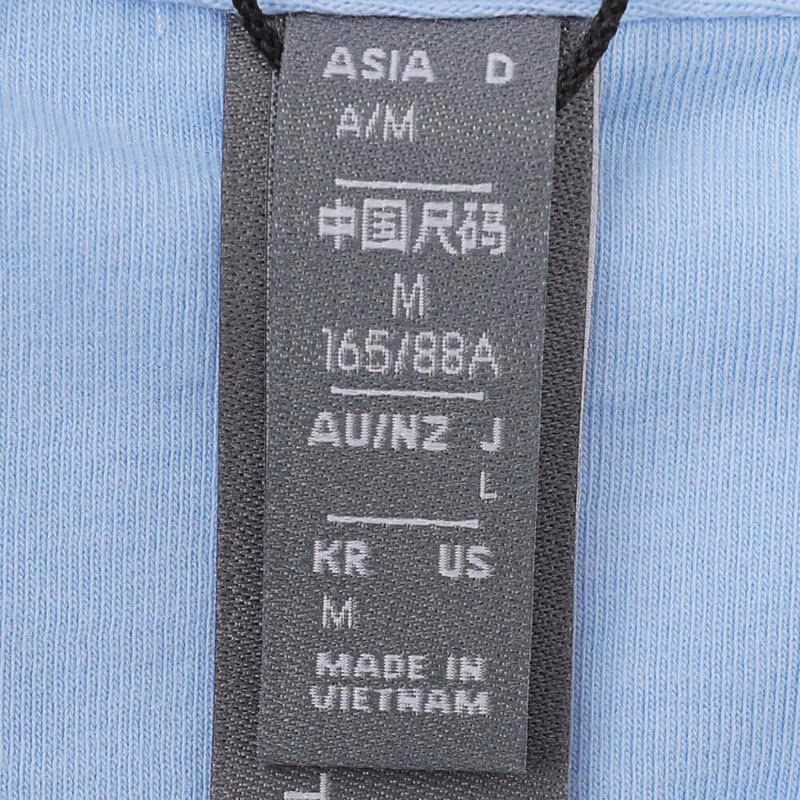 ASIA D
A/M
中国尺码
M
165/88A
AU/NZ J
L
KR US
M
MADE IN
VIETNAM